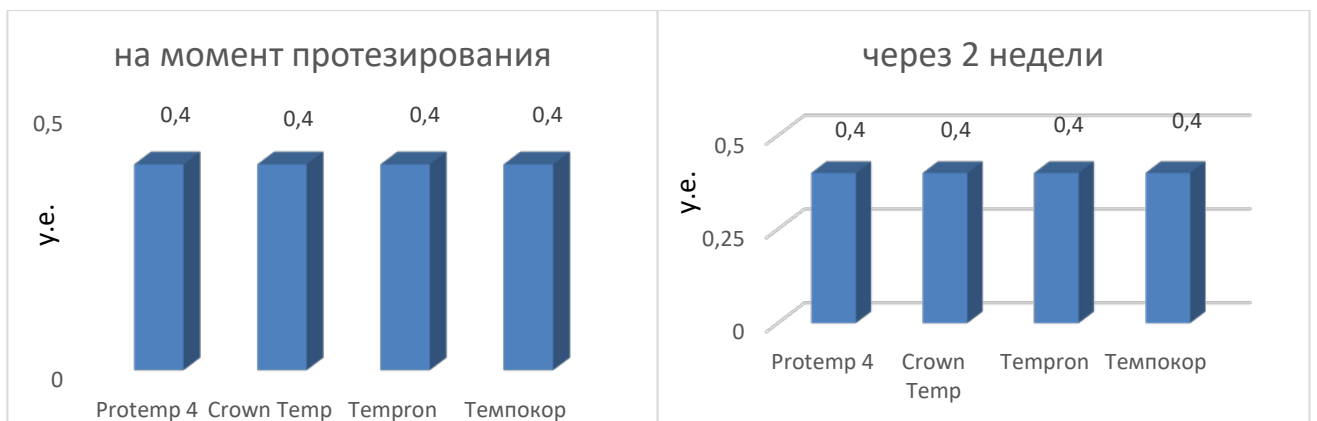 на момент протезирования
0,5
0,4
0,4
0,4
0,4
у.е.
0
Protemp 4
Crown Temp
Tempron
Темпокор
через 2 недели
0,5
0,4
0,4
0,4
0,4
у.е.
0,25
0
Protemp 4
Crown
Temp
Tempron
Темпокор